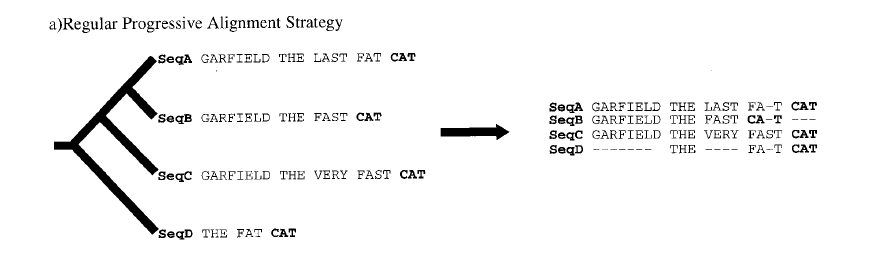 a)Regular Progressive Alignment Strategy
SeqA GARFIELD THE LAST FAT CAT
SeqB GARFIELD THE FAST CAT
SeqC GARFIELD THE VERY FAST CAT
SeqD THE FAT CAT
SeqA GARFIELD THE LAST FA-T CAT
SeqB GARFIELD THE FAST CA-T ---
SeqC GARFIELD THE VERY FAST CAT
SeqD -------- THE ---- FA-T CAT